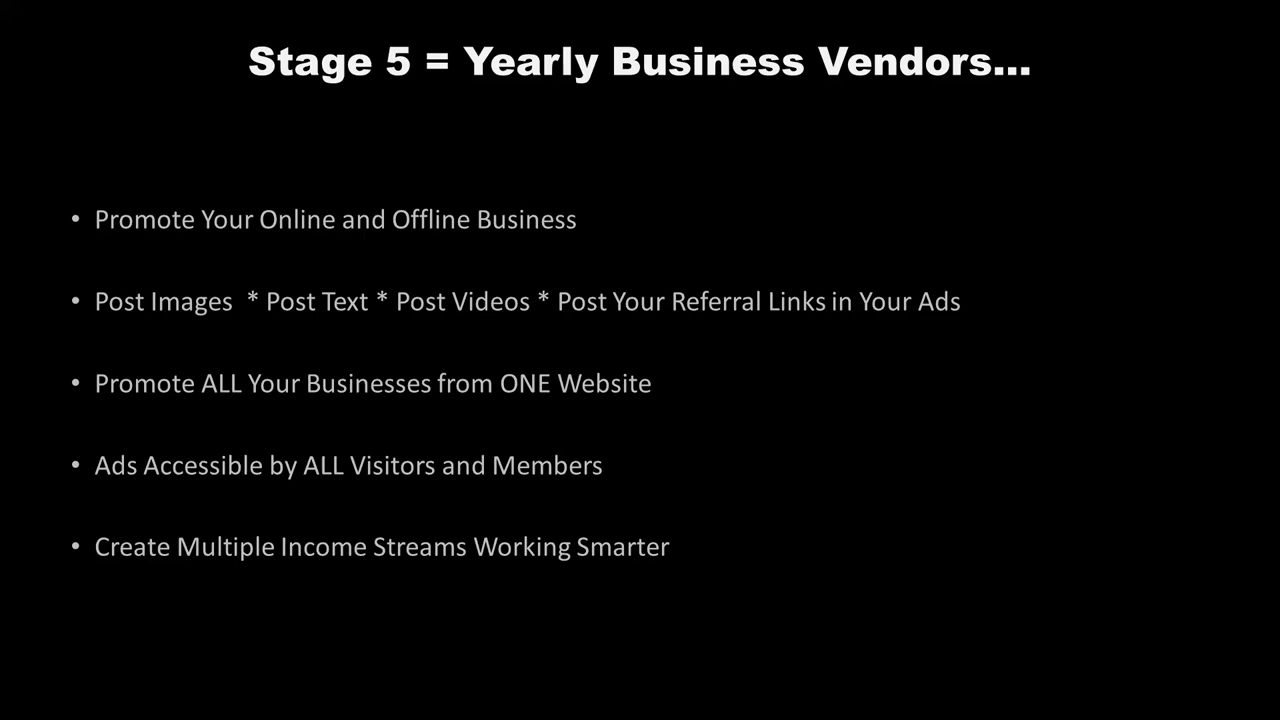 Stage 5 = Yearly Business Vendors...
• Promote Your Online and Offline Business
• Post Images * Post Text * Post Videos * Post Your Referral Links in Your Ads
• Promote ALL Your Businesses from ONE Website
• Ads Accessible by ALL Visitors and Members
• Create Multiple Income Streams Working Smarter